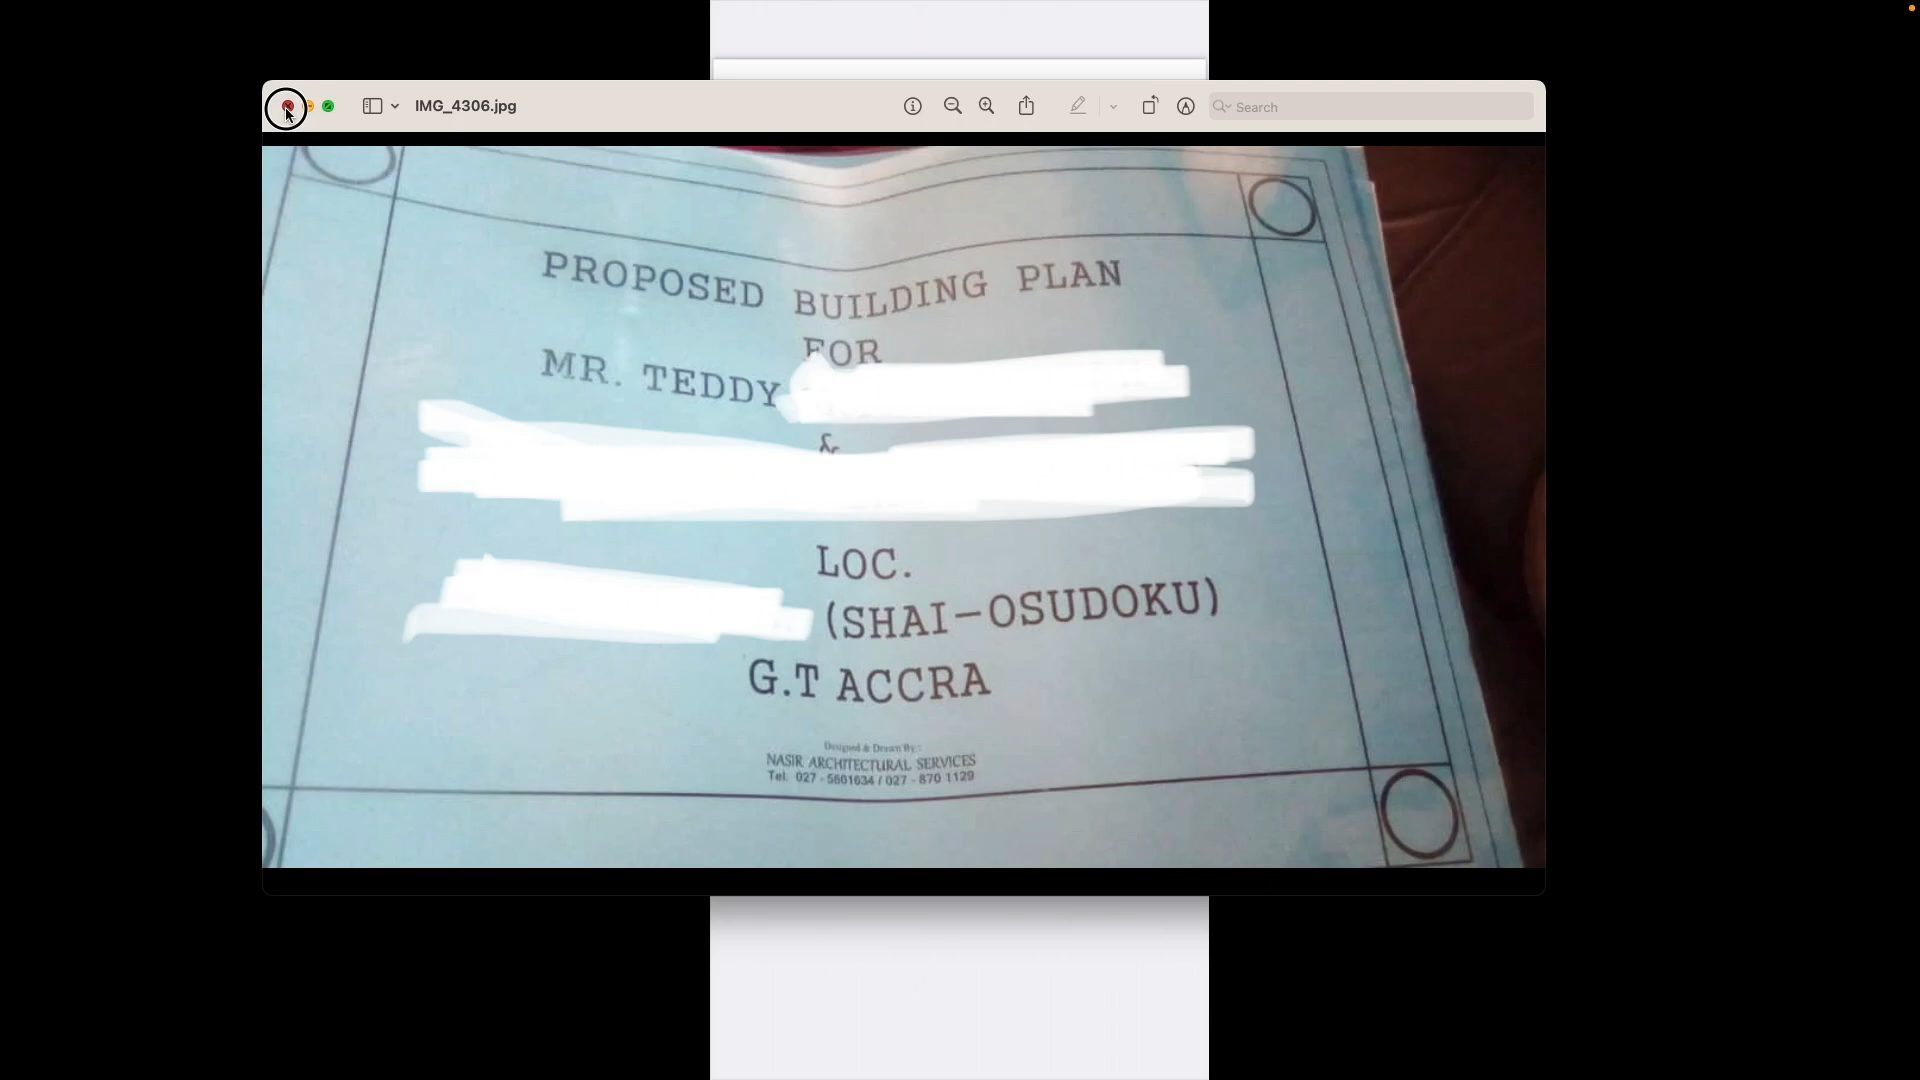 IMG_4306.jpg
Search
PROPOSED BUILDING PLAN
FOR
MR. TEDDY
&
LOC.
(SHAI-OSUDOKU)
G.T ACCRA
Designed & Drawn By:
NASIR ARCHITECTURAL SERVICES
Tel. 027 - 5601634 / 027 - 870 1129